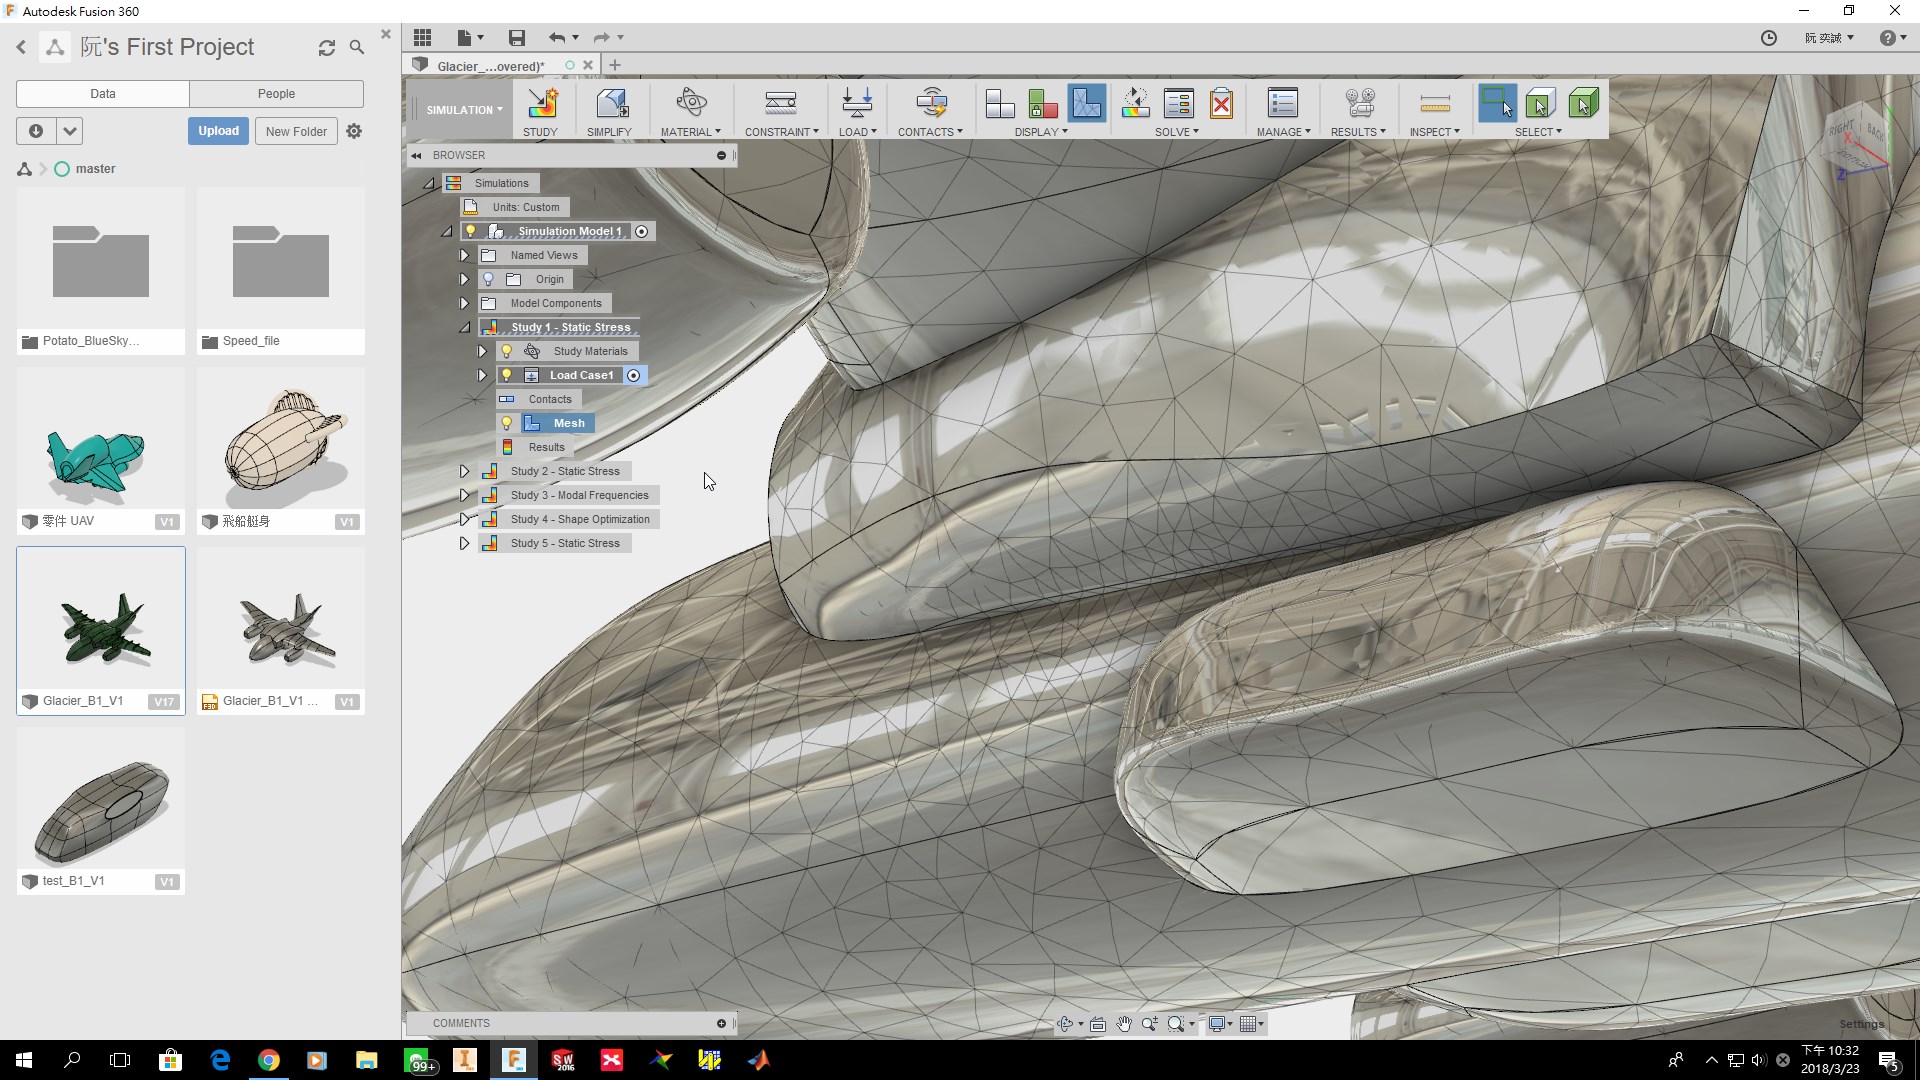 Autodesk Fusion 360
阮's First Project
Data
People
Upload
New Folder
master
Potato_BlueSky...
Speed_file
零件 UAV
V1
飛船艇身
V1
Glacier_B1_V1
V17
Glacier_B1_V1 ...
V1
test_B1_V1
V1
阮 奕誠
Glacier_...overed)*
SIMULATION
STUDY
SIMPLIFY
MATERIAL
CONSTRAINT
LOAD
CONTACTS
DISPLAY
SOLVE
MANAGE
RESULTS
INSPECT
SELECT
BROWSER
Simulations
Units: Custom
Simulation Model 1
Named Views
Origin
Model Components
Study 1 - Static Stress
Study Materials
Load Case1
Contacts
Mesh
Results
Study 2 - Static Stress
Study 3 - Modal Frequencies
Study 4 - Shape Optimization
Study 5 - Static Stress
RIGHT
BACK
X
Z
COMMENTS
Settings
99+
SW
2016
下午 10:32
2018/3/23
5